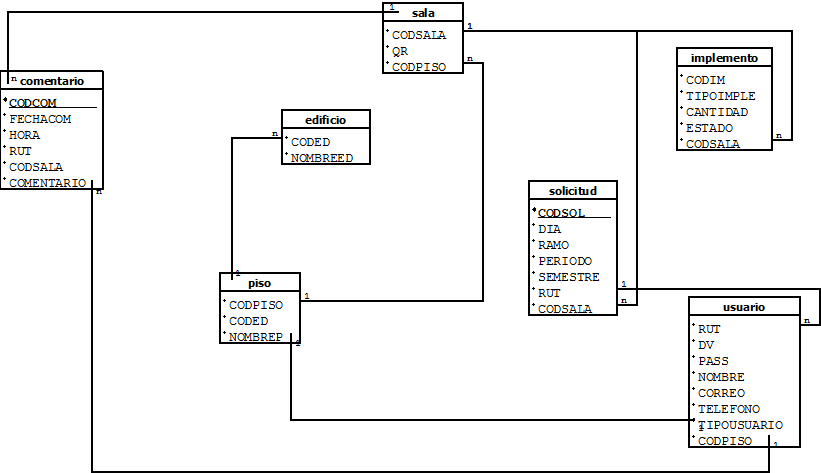 sala
CODSALA
QR
CODPISO
1
1
n
comentario
n
CODCOM
FECHACOM
HORA
RUT
CODSALA
COMENTARIO
n
implemento
CODIM
TIPOIMPLE
CANTIDAD
ESTADO
CODSALA
n
edificio
CODED
NOMBREED
n
solicitud
CODSOL
DIA
RAMO
PERIODO
SEMESTRE
RUT
CODSALA
1
n
piso
CODPISO
CODED
NOMBREP
1
1
1
usuario
RUT
DV
PASS
NOMBRE
CORREO
TELEFONO
TIPOUSUARIO
CODPISO
n
1
1